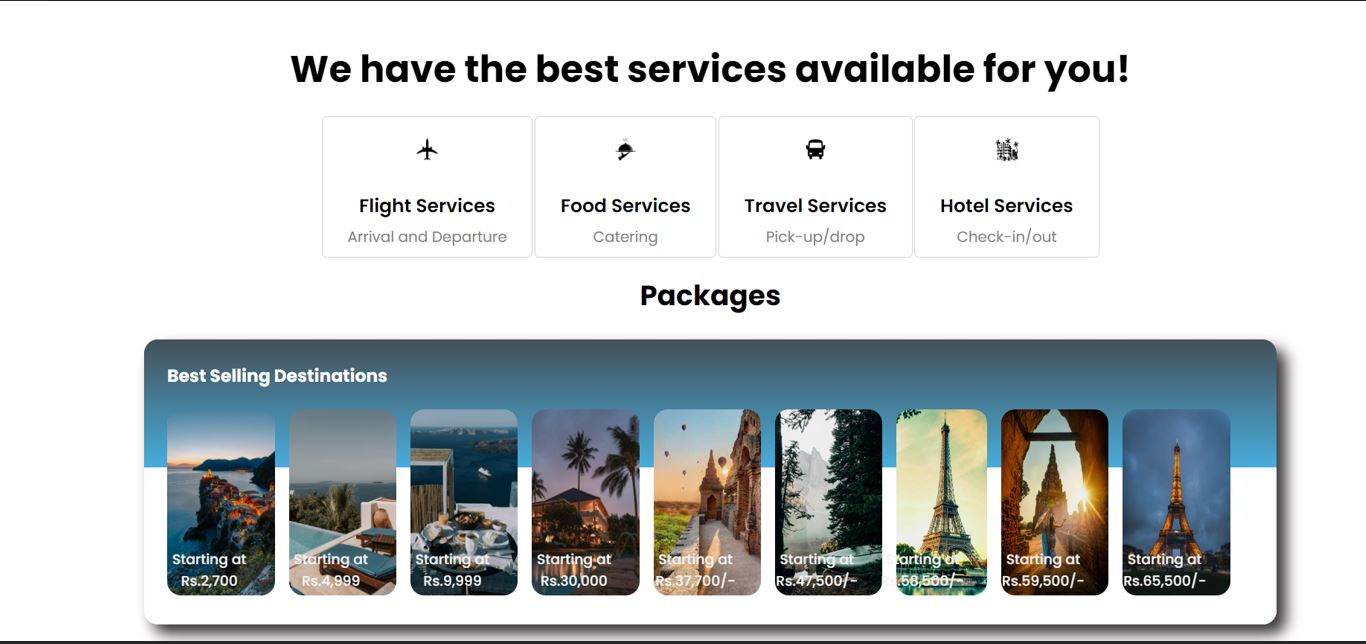 We have the best services available for you!
Flight Services
Arrival and Departure
Food Services
Catering
Travel Services
Pick-up/drop
Hotel Services
Check-in/out
Packages
Best Selling Destinations
Starting at
Rs.2,700
Starting at
Rs.4,999
Starting at
Rs.9,999
Starting at
Rs.30,000
Starting at
Rs.37,700/-
Starting at
Rs.47,500/-
Starting at
Rs.58,500/-
Starting at
Rs.59,500/-
Starting at
Rs.65,500/-